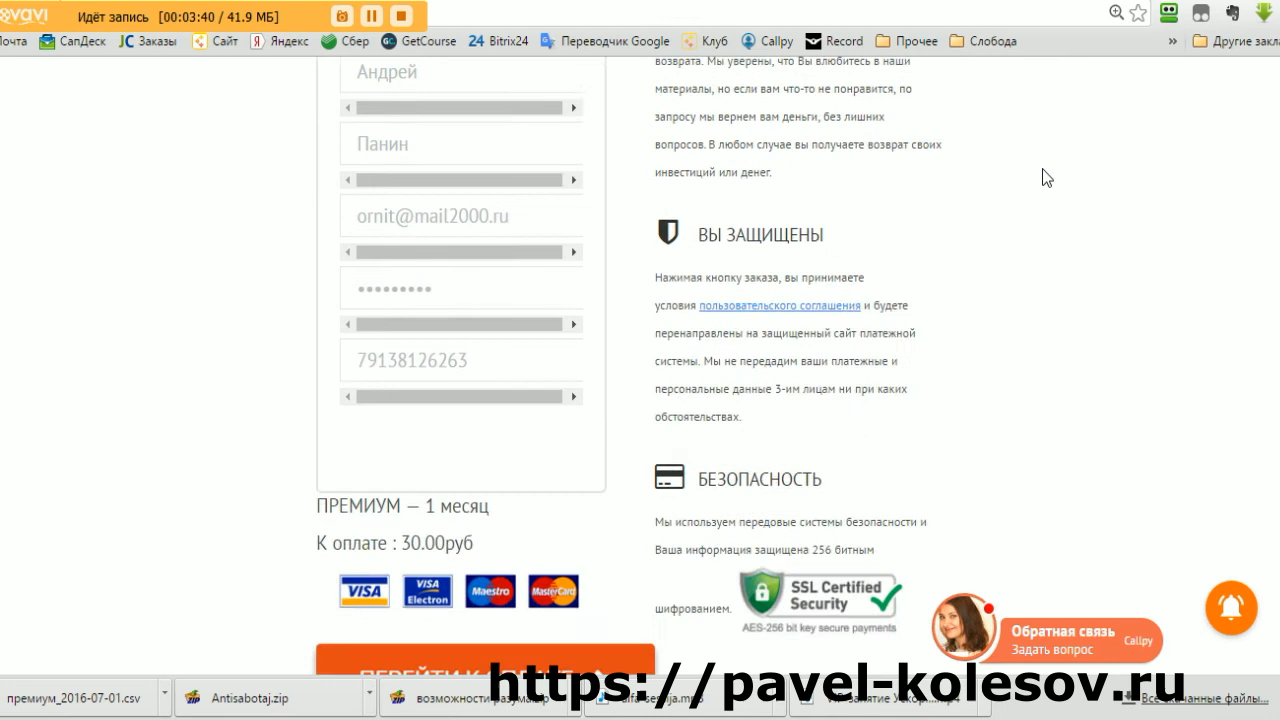 Идёт запись [00:03:40 / 41.9 МБ]
Почта СапДеск Заказы Сайт Яндекс Сбер GetCourse 24 Bitrix24 Переводчик Google Клуб Callpy Record Прочее Слобода » Другие
Андрей
Панин
ornit@mail2000.ru
•••••••••
79138126263
ПРЕМИУМ — 1 месяц
К оплате : 30.00руб
VISA VISA Electron Maestro MasterCard
возврата. Мы уверены, что Вы влюбитесь в наши
материалы, но если вам что-то не понравится, по
запросу мы вернем вам деньги, без лишних
вопросов. В любом случае вы получаете возврат своих
инвестиций или денег.
ВЫ ЗАЩИЩЕНЫ
Нажимая кнопку заказа, вы принимаете
условия пользовательского соглашения и будете
перенаправлены на защищенный сайт платежной
системы. Мы не передадим ваши платежные и
персональные данные 3-им лицам ни при каких
обстоятельствах.
БЕЗОПАСНОСТЬ
Мы используем передовые системы безопасности и
Ваша информация защищена 256 битным
шифрованием.
SSL Certified
Security
AES-256 bit key secure payments
Обратная связь
Задать вопрос
Callpy
премиум_2016-07-01.csv Antisabotaj.zip
https://pavel-kolesov.ru